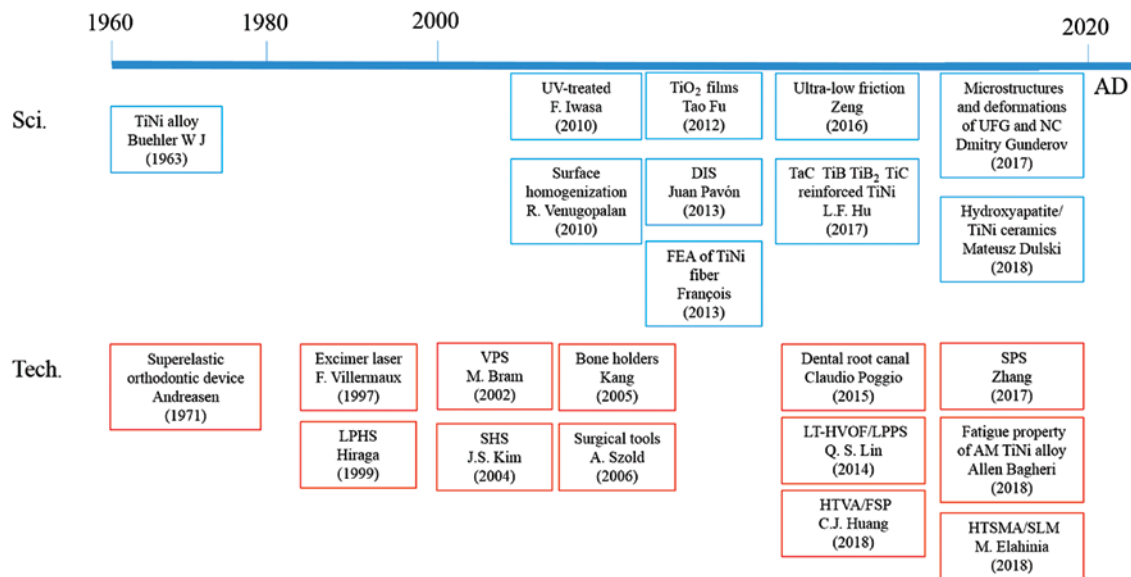 1960
1980
2000
2020
AD
Sci.
TiNi alloy
Buehler W J
(1963)
UV-treated
F. Iwasa
(2010)
TiO₂ films
Tao Fu
(2012)
Ultra-low friction
Zeng
(2016)
Microstructures
and deformations
of UFG and NC
Dmitry Gunderov
(2017)
Surface
homogenization
R. Venugopalan
(2010)
DIS
Juan Pavón
(2013)
TaC TiB TiB₂ TiC
reinforced TiNi
L.F. Hu
(2017)
Hydroxyapatite/
TiNi ceramics
Mateusz Dulski
(2018)
FEA of TiNi
fiber
François
(2013)
Tech.
Superelastic
orthodontic device
Andreasen
(1971)
Excimer laser
F. Villermaux
(1997)
VPS
M. Bram
(2002)
Bone holders
Kang
(2005)
Dental root canal
Claudio Poggio
(2015)
SPS
Zhang
(2017)
LPHS
Hiraga
(1999)
SHS
J.S. Kim
(2004)
Surgical tools
A. Szold
(2006)
LT-HVOF/LPPS
Q. S. Lin
(2014)
Fatigue property
of AM TiNi alloy
Allen Bagheri
(2018)
HTVA/FSP
C.J. Huang
(2018)
HTSMA/SLM
M. Elahinia
(2018)